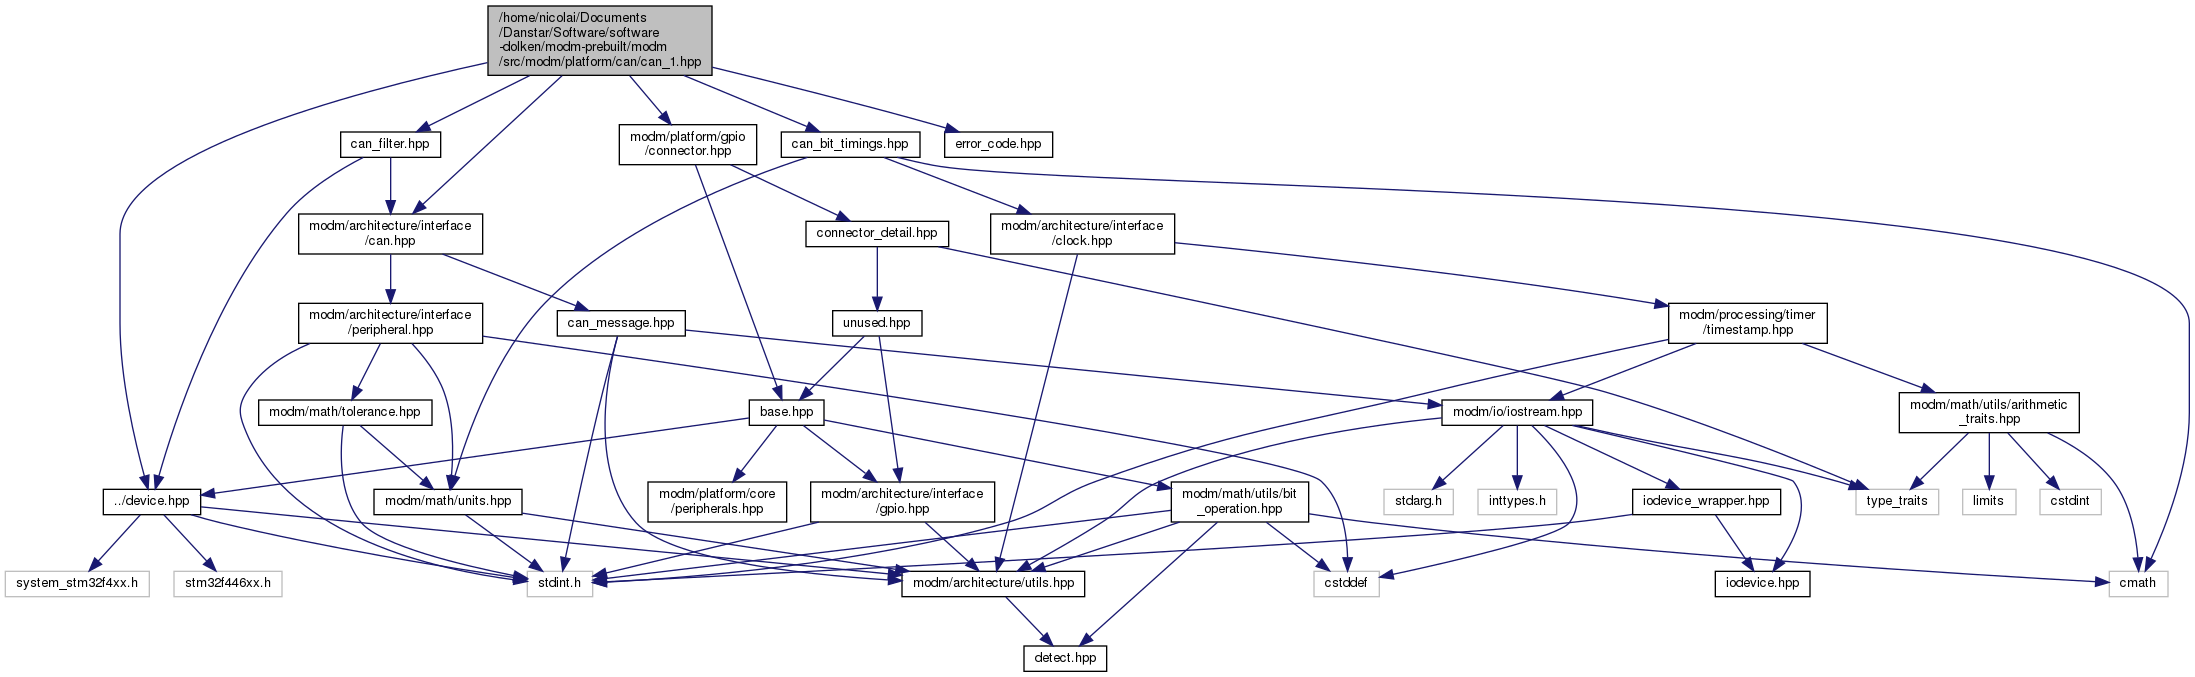 /home/nicolai/Documents
/Danstar/Software/software
-dolken/modm-prebuilt/modm
/src/modm/platform/can/can_1.hpp
can_filter.hpp
modm/platform/gpio
/connector.hpp
can_bit_timings.hpp
error_code.hpp
modm/architecture/interface
/can.hpp
connector_detail.hpp
modm/architecture/interface
/clock.hpp
modm/architecture/interface
/peripheral.hpp
can_message.hpp
unused.hpp
modm/processing/timer
/timestamp.hpp
modm/math/tolerance.hpp
base.hpp
modm/io/iostream.hpp
modm/math/utils/arithmetic
_traits.hpp
../device.hpp
modm/math/units.hpp
modm/platform/core
/peripherals.hpp
modm/architecture/interface
/gpio.hpp
modm/math/utils/bit
_operation.hpp
stdarg.h
inttypes.h
iodevice_wrapper.hpp
type_traits
limits
cstdint
system_stm32f4xx.h
stm32f446xx.h
stdint.h
modm/architecture/utils.hpp
cstddef
iodevice.hpp
cmath
detect.hpp